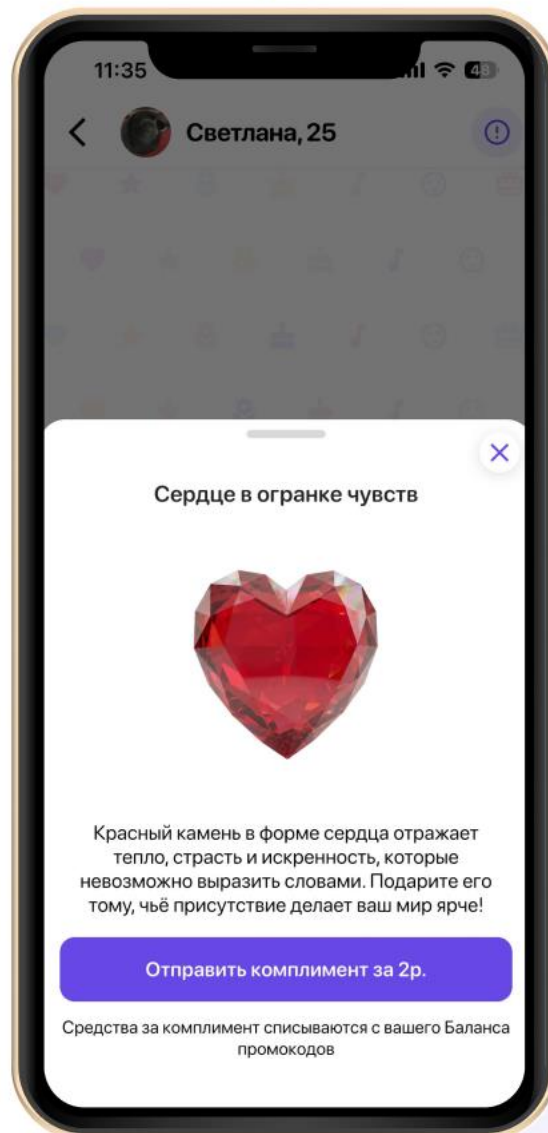 11:35
48
Светлана, 25
Сердце в огранке чувств
Красный камень в форме сердца отражает
тепло, страсть и искренность, которые
невозможно выразить словами. Подарите его
тому, чьё присутствие делает ваш мир ярче!
Отправить комплимент за 2р.
Средства за комплимент списываются с вашего Баланса
промокодов